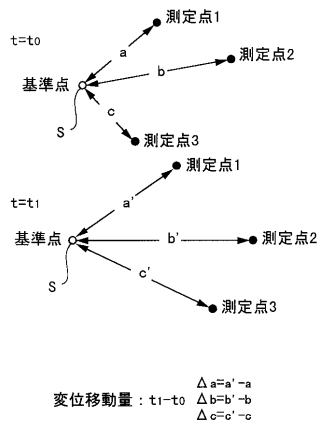 測定点1
t=t0
a
測定点2
b
基準点
c
S
測定点3
測定点1
t=t1
a'
基準点
b'
測定点2
S
c'
測定点3
Δa=a'-a
変位移動量：t1-t0 Δb=b'-b
Δc=c'-c